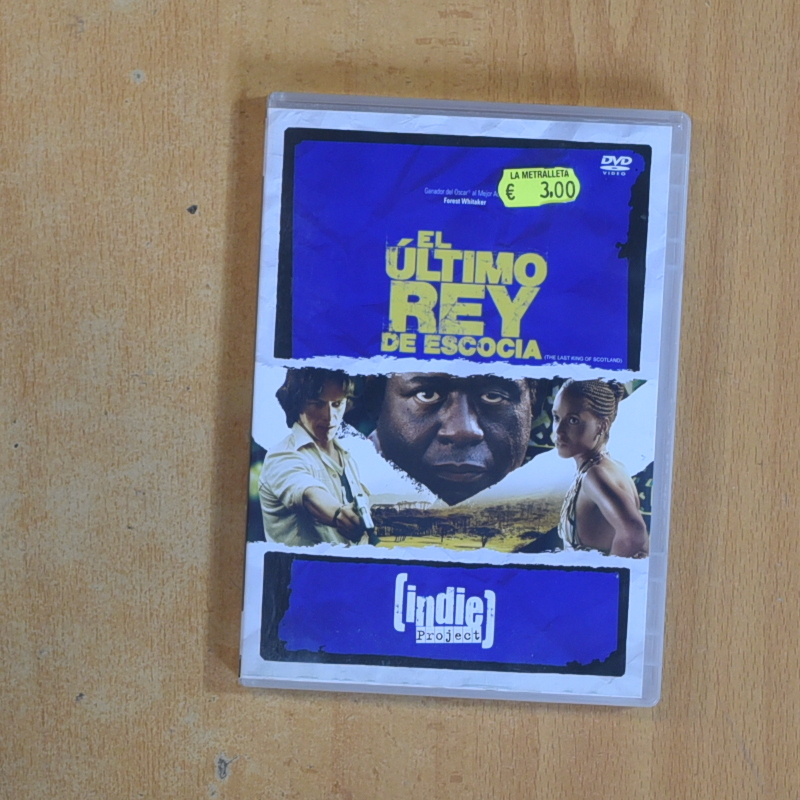 DVD
VIDEO
LA METRALLETA
€ 3,00
Ganador del Oscar® al Mejor
Forest Whitaker
EL
ÚLTIMO
REY
DE ESCOCIA
(THE LAST KING OF SCOTLAND)
(indie)
Project